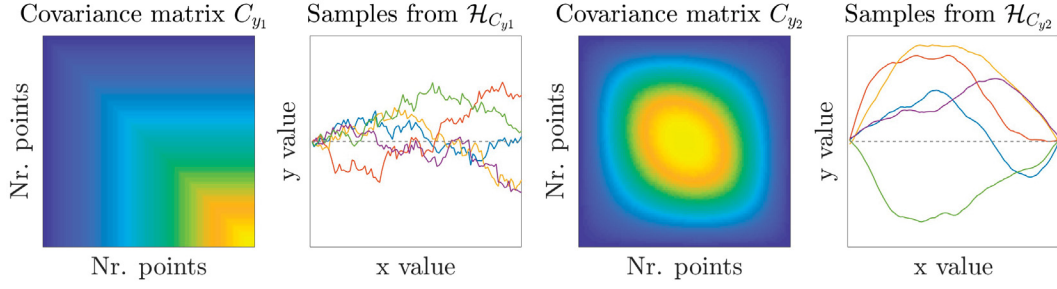 Covariance matrix $C_{y_1}$
Nr. points
Nr. points
Samples from $\mathcal{H}_{C_{y1}}$
y value
x value
Covariance matrix $C_{y_2}$
Nr. points
Nr. points
Samples from $\mathcal{H}_{C_{y2}}$
y value
x value